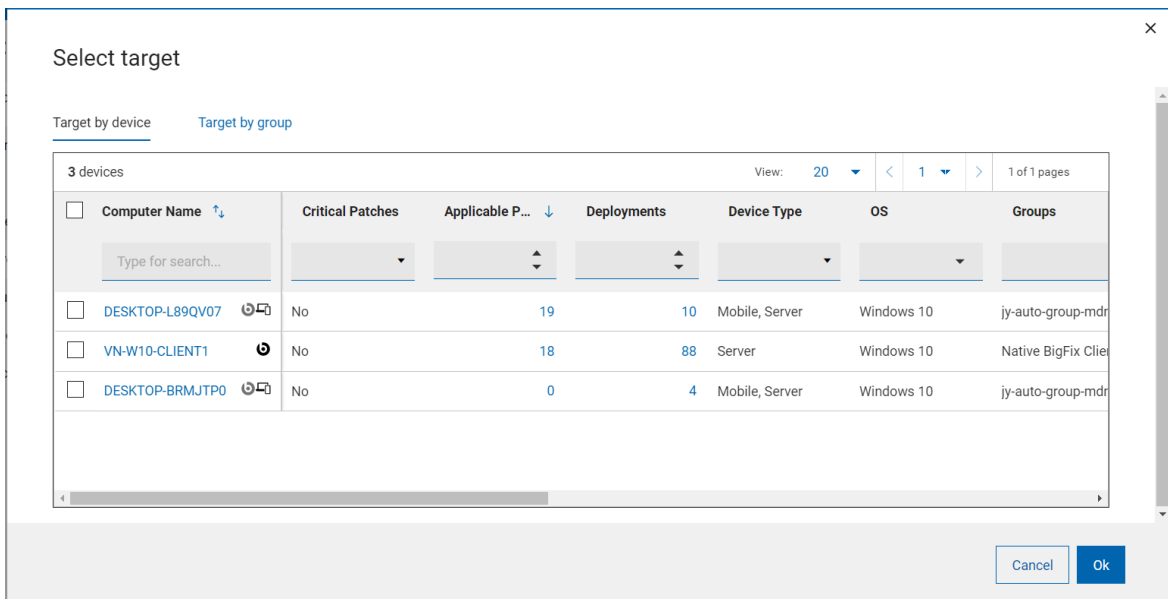 Select target
Target by device Target by group
3 devices View: 20 1 1 of 1 pages
Computer Name Critical Patches Applicable P... Deployments Device Type OS Groups
Type for search...
DESKTOP-L89QV07 No 19 10 Mobile, Server Windows 10 jy-auto-group-mdr
VN-W10-CLIENT1 No 18 88 Server Windows 10 Native BigFix Clie
DESKTOP-BRMJTP0 No 0 4 Mobile, Server Windows 10 jy-auto-group-mdr
Cancel Ok